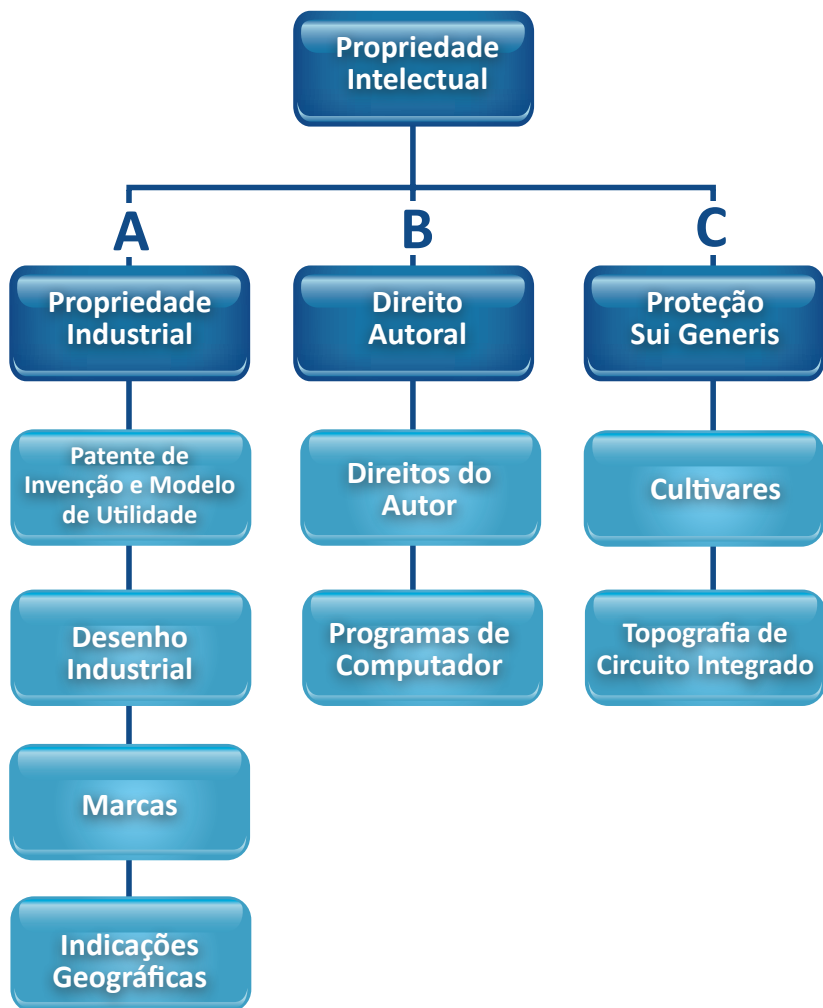 Propriedade
Intelectual
A
Propriedade
Industrial
Patente de
Invenção e Modelo
de Utilidade
Desenho
Industrial
Marcas
Indicações
Geográficas
B
Direito
Autoral
Direitos do
Autor
Programas de
Computador
C
Proteção
Sui Generis
Cultivares
Topografia de
Circuito Integrado